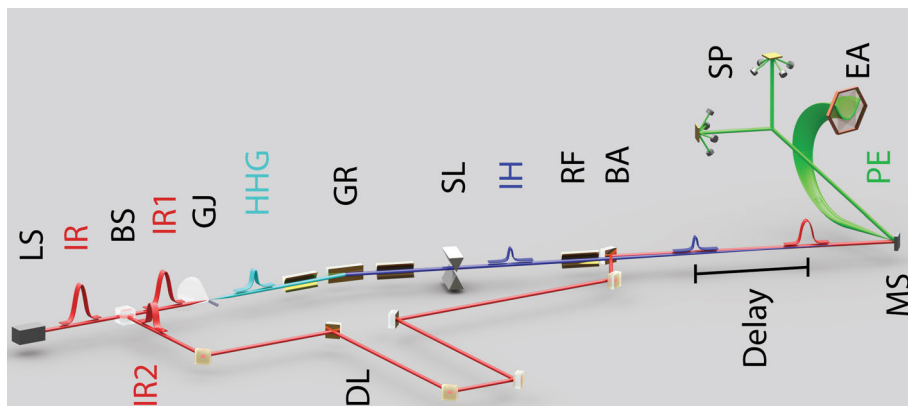 LS
IR
BS
IR1
GJ
HHG
GR
SL
IH
RF
BA
SP
EA
PE
IR2
DL
Delay
MS